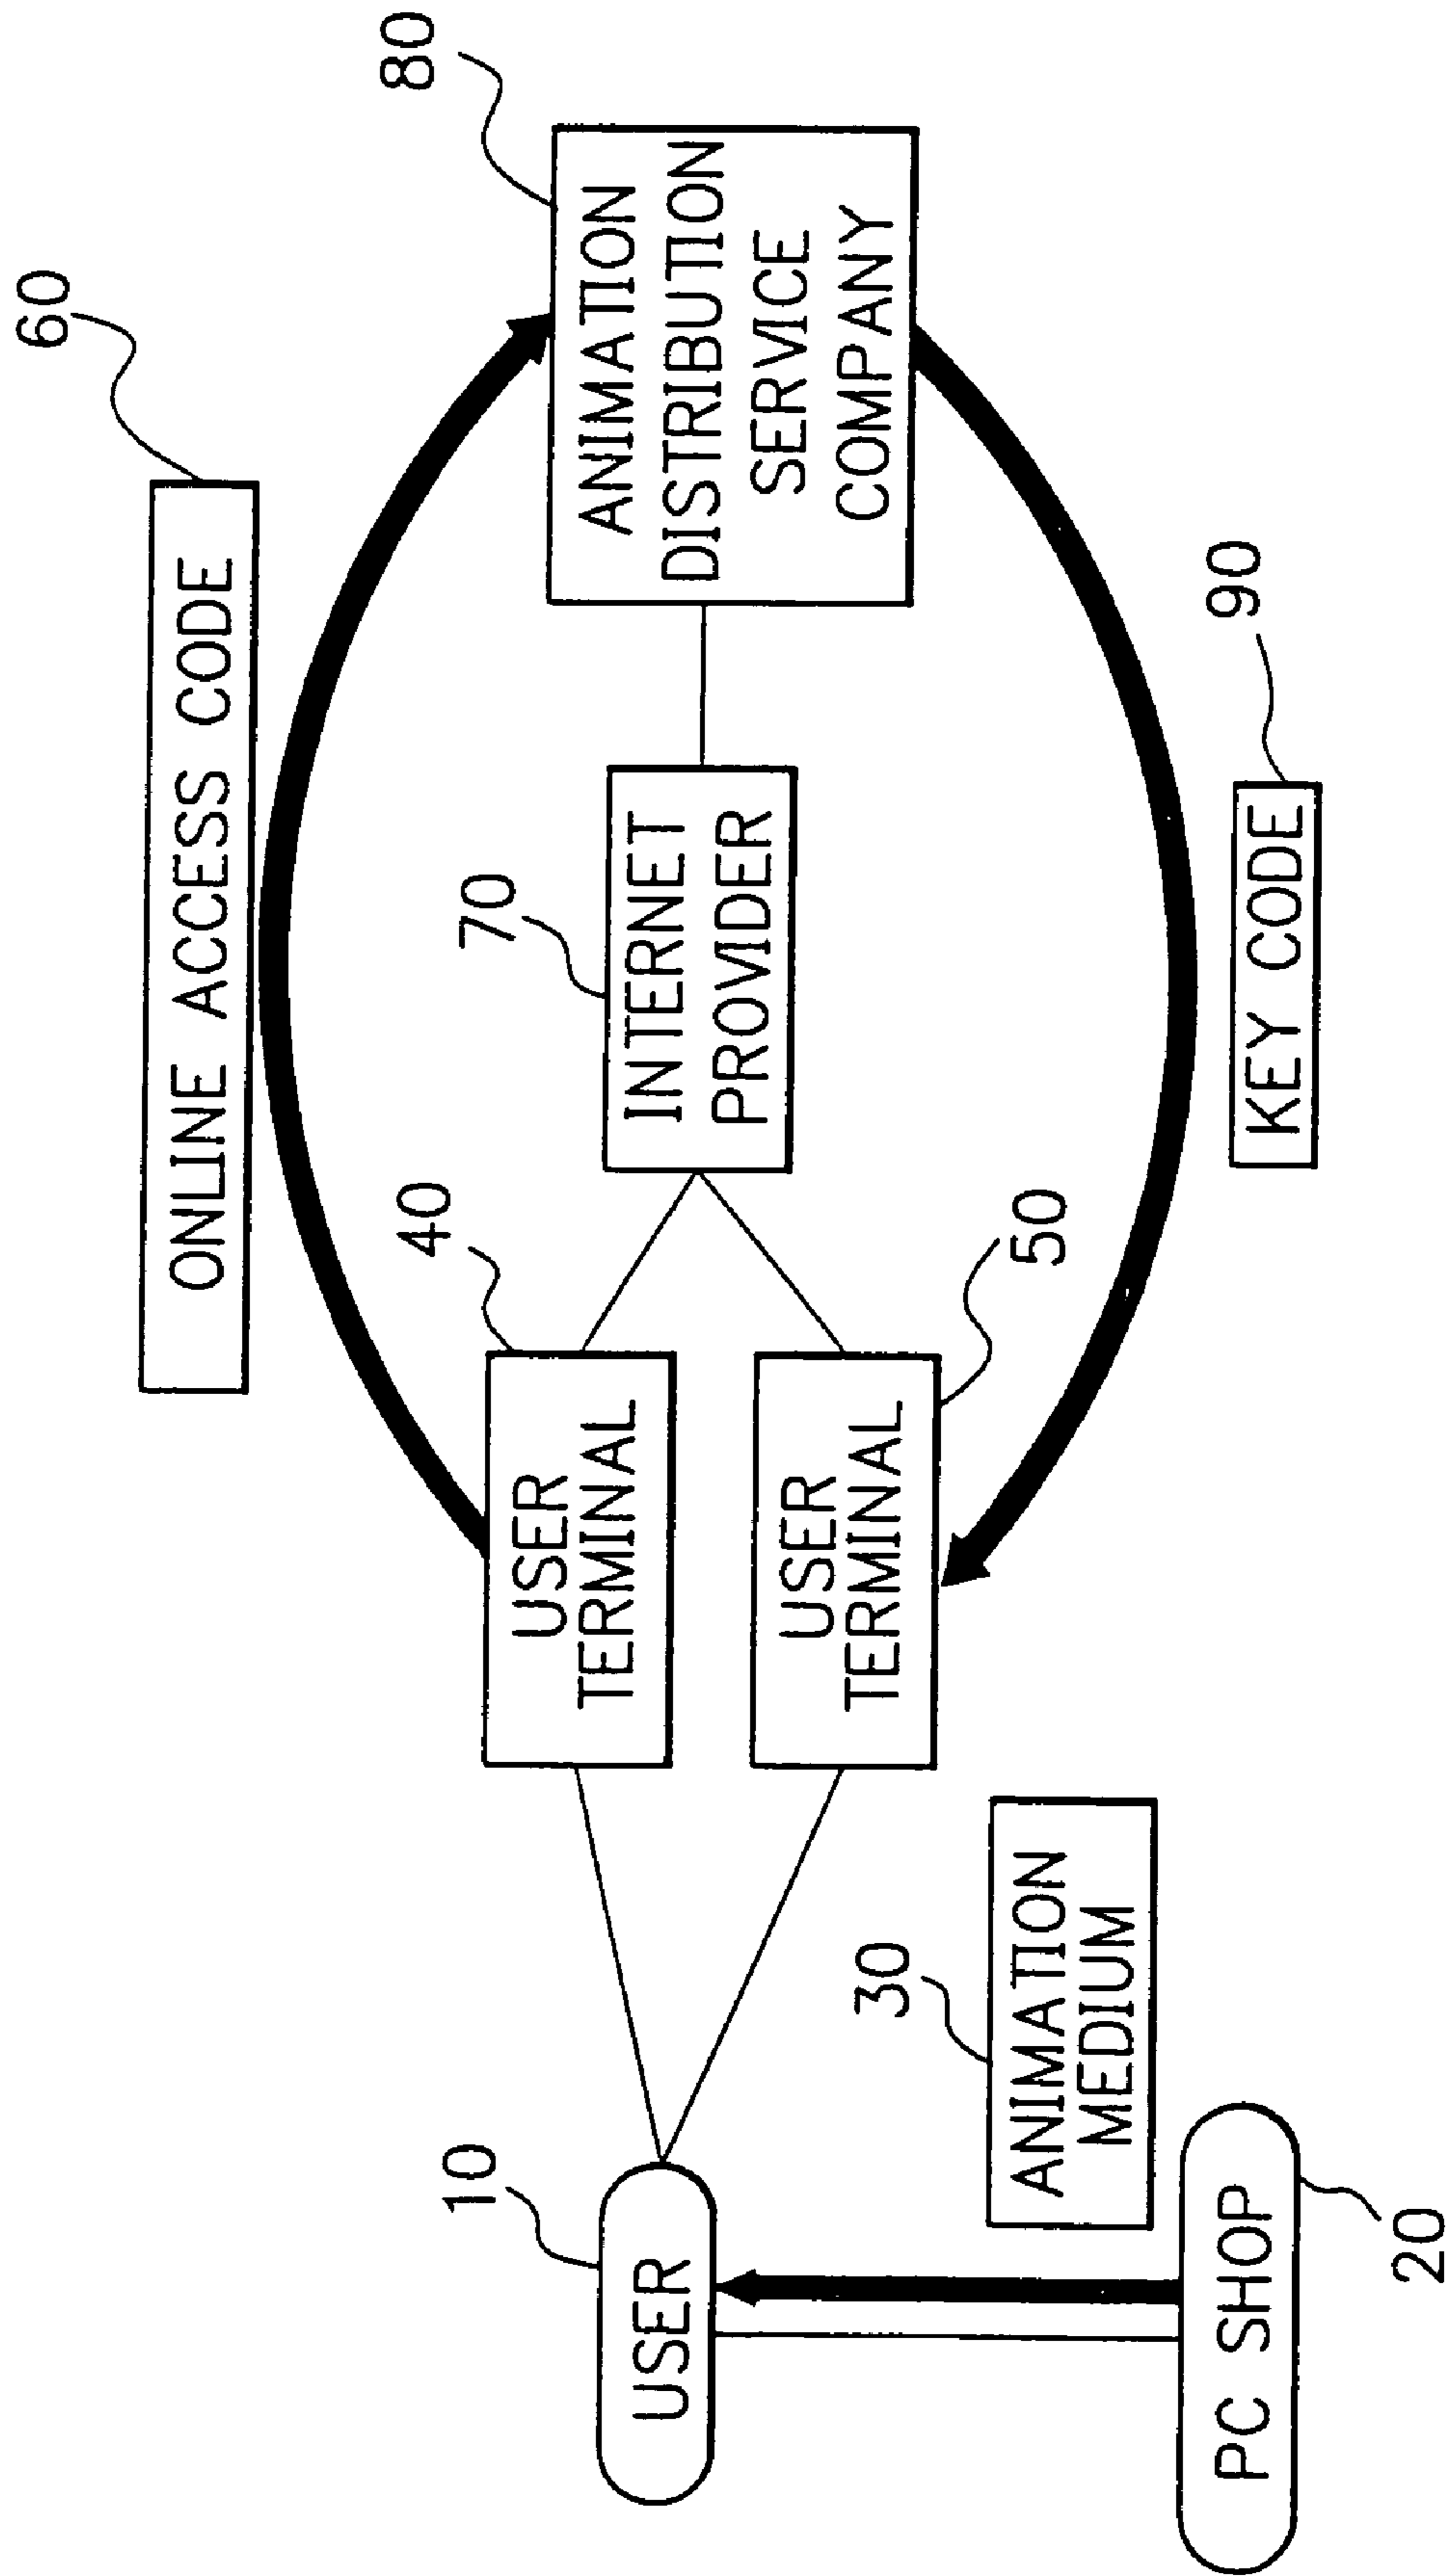 60
ONLINE ACCESS CODE
80
ANIMATION
DISTRIBUTION
SERVICE
COMPANY
70
INTERNET
PROVIDER
40
USER
TERMINAL
50
USER
TERMINAL
90
KEY CODE
10
USER
30
ANIMATION
MEDIUM
PC SHOP
20